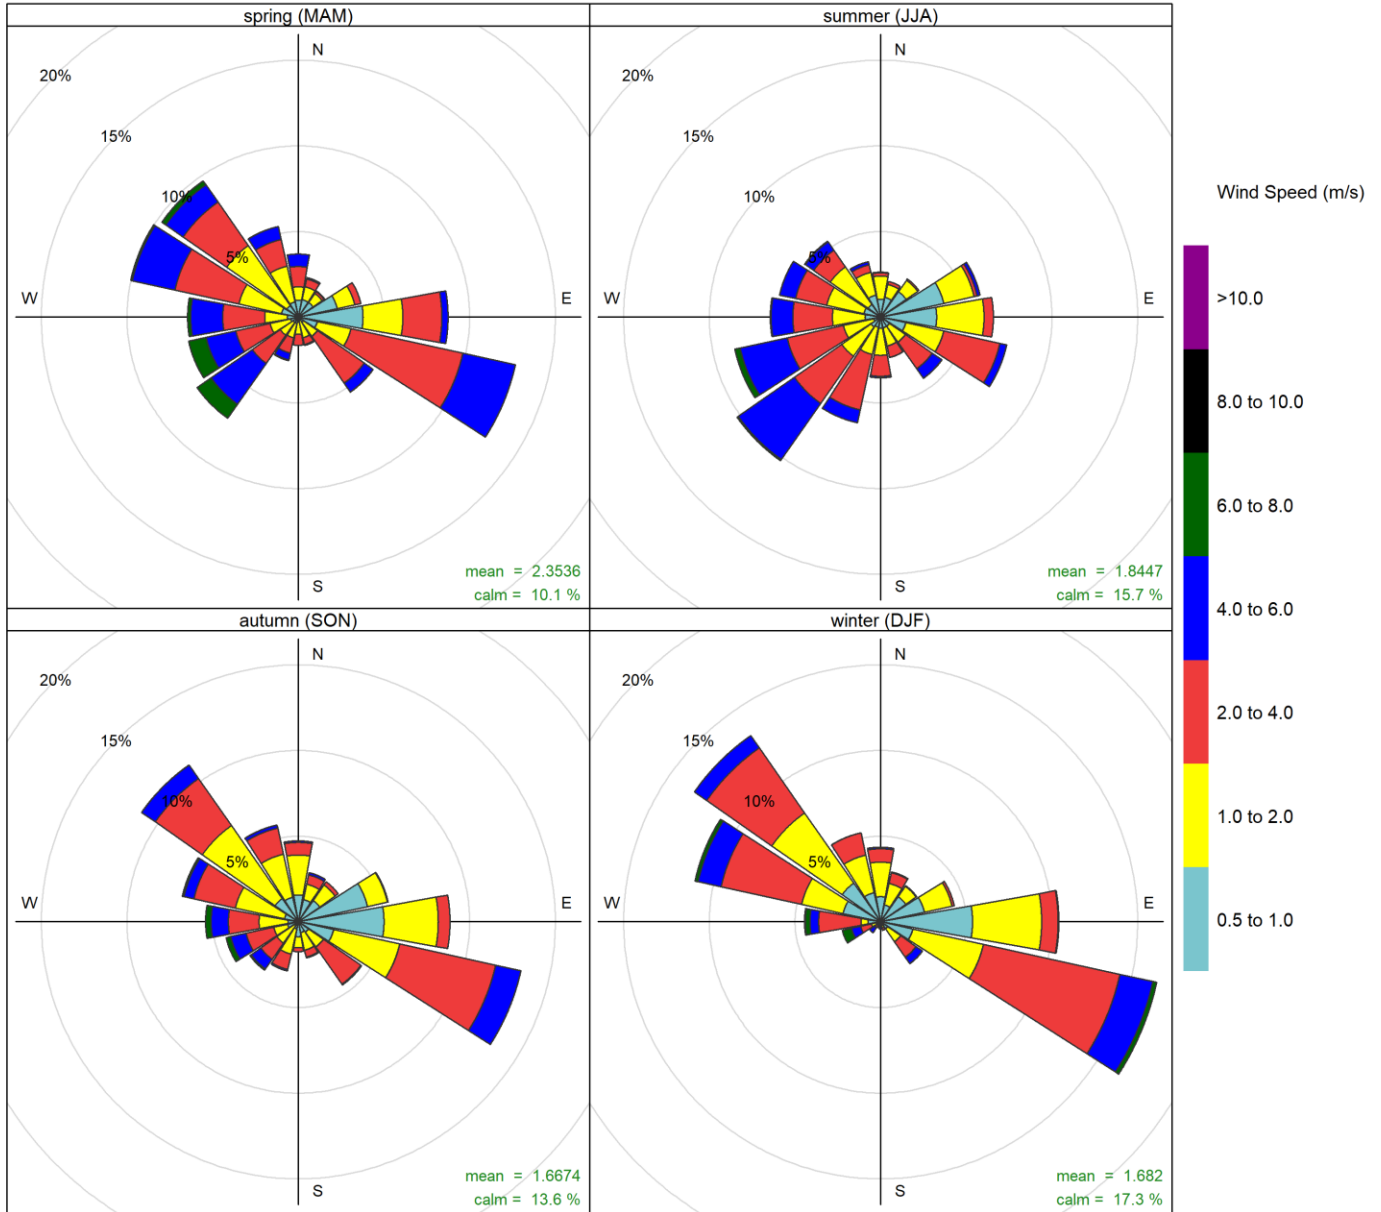 spring (MAM)
N
20%
15%
10%
5%
W
E
S
mean = 2.3536
calm = 10.1 %
summer (JJA)
N
20%
15%
10%
5%
W
E
S
mean = 1.8447
calm = 15.7 %
autumn (SON)
N
20%
15%
10%
5%
W
E
S
mean = 1.6674
calm = 13.6 %
winter (DJF)
N
20%
15%
10%
5%
W
E
S
mean = 1.682
calm = 17.3 %
Wind Speed (m/s)
>10.0
8.0 to 10.0
6.0 to 8.0
4.0 to 6.0
2.0 to 4.0
1.0 to 2.0
0.5 to 1.0